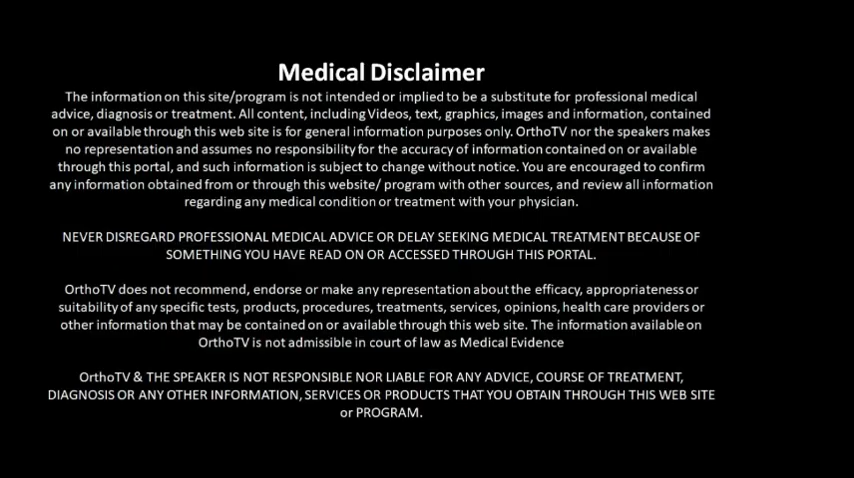 Medical Disclaimer
The information on this site/program is not intended or implied to be a substitute for professional medical
advice, diagnosis or treatment. All content, including Videos, text, graphics, images and information, contained
on or available through this web site is for general information purposes only. OrthoTV nor the speakers makes
no representation and assumes no responsibility for the accuracy of information contained on or available
through this portal, and such information is subject to change without notice. You are encouraged to confirm
any information obtained from or through this website/ program with other sources, and review all information
regarding any medical condition or treatment with your physician.
NEVER DISREGARD PROFESSIONAL MEDICAL ADVICE OR DELAY SEEKING MEDICAL TREATMENT BECAUSE OF
SOMETHING YOU HAVE READ ON OR ACCESSED THROUGH THIS PORTAL.
OrthoTV does not recommend, endorse or make any representation about the efficacy, appropriateness or
suitability of any specific tests, products, procedures, treatments, services, opinions, health care providers or
other information that may be contained on or available through this web site. The information available on
OrthoTV is not admissible in court of law as Medical Evidence
OrthoTV & THE SPEAKER IS NOT RESPONSIBLE NOR LIABLE FOR ANY ADVICE, COURSE OF TREATMENT,
DIAGNOSIS OR ANY OTHER INFORMATION, SERVICES OR PRODUCTS THAT YOU OBTAIN THROUGH THIS WEB SITE
or PROGRAM.